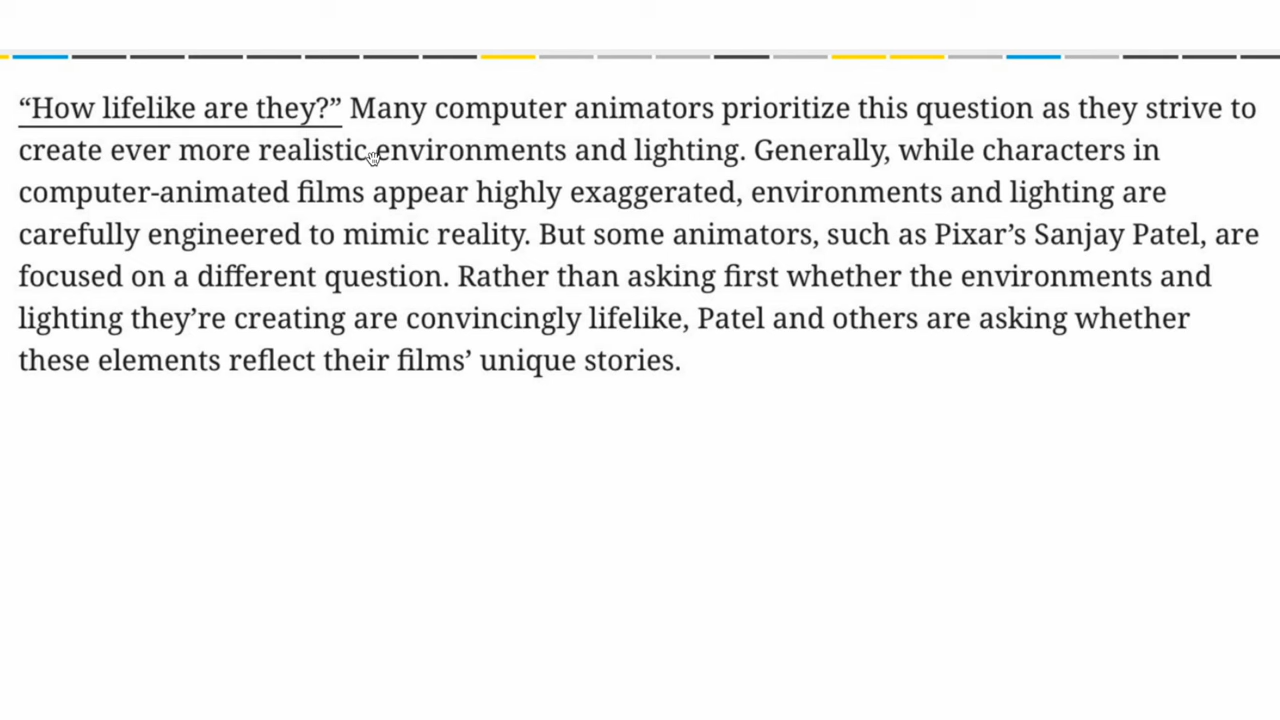 “How lifelike are they?” Many computer animators prioritize this question as they strive to
create ever more realistic environments and lighting. Generally, while characters in
computer-animated films appear highly exaggerated, environments and lighting are
carefully engineered to mimic reality. But some animators, such as Pixar’s Sanjay Patel, are
focused on a different question. Rather than asking first whether the environments and
lighting they’re creating are convincingly lifelike, Patel and others are asking whether
these elements reflect their films’ unique stories.